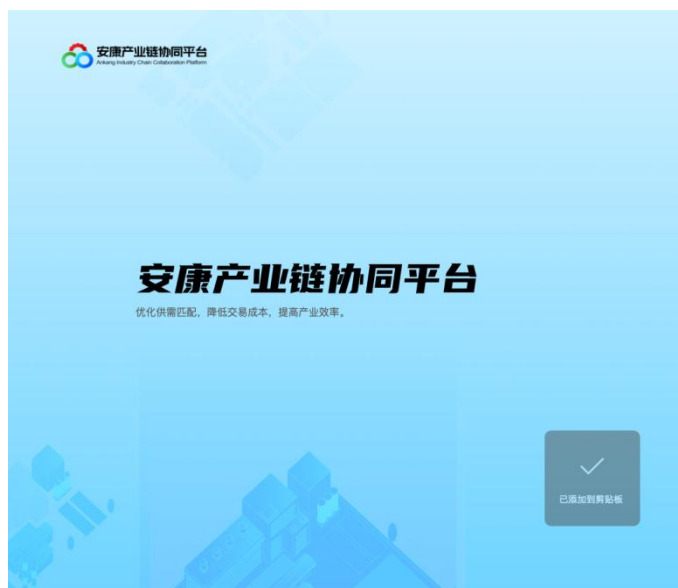 安康产业链协同平台
Ankang Industry Chain Collaboration Platform
安康产业链协同平台
优化供需匹配，降低交易成本，提高产业效率。
已添加到剪贴板